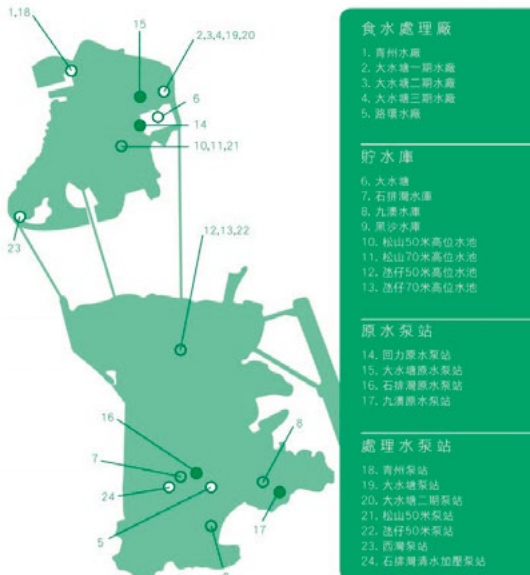 1,18
15
2,3,4,19,20
6
14
10,11,21
23
12,13,22
16
8
7
24
5
17
食水處理廠
1. 青州水廠
2. 大水塘一期水廠
3. 大水塘二期水廠
4. 大水塘三期水廠
5. 路環水廠
貯水庫
6. 大水塘
7. 石排灣水庫
8. 九澳水庫
9. 黑沙水庫
10. 松山50米高位水池
11. 松山70米高位水池
12. 氹仔50米高位水池
13. 氹仔70米高位水池
原水泵站
14. 回力原水泵站
15. 大水塘原水泵站
16. 石排灣原水泵站
17. 九澳原水泵站
處理水泵站
18. 青州泵站
19. 大水塘泵站
20. 大水塘二期泵站
21. 松山50米泵站
22. 氹仔50米泵站
23. 西灣泵站
24. 石排灣清水加壓泵站